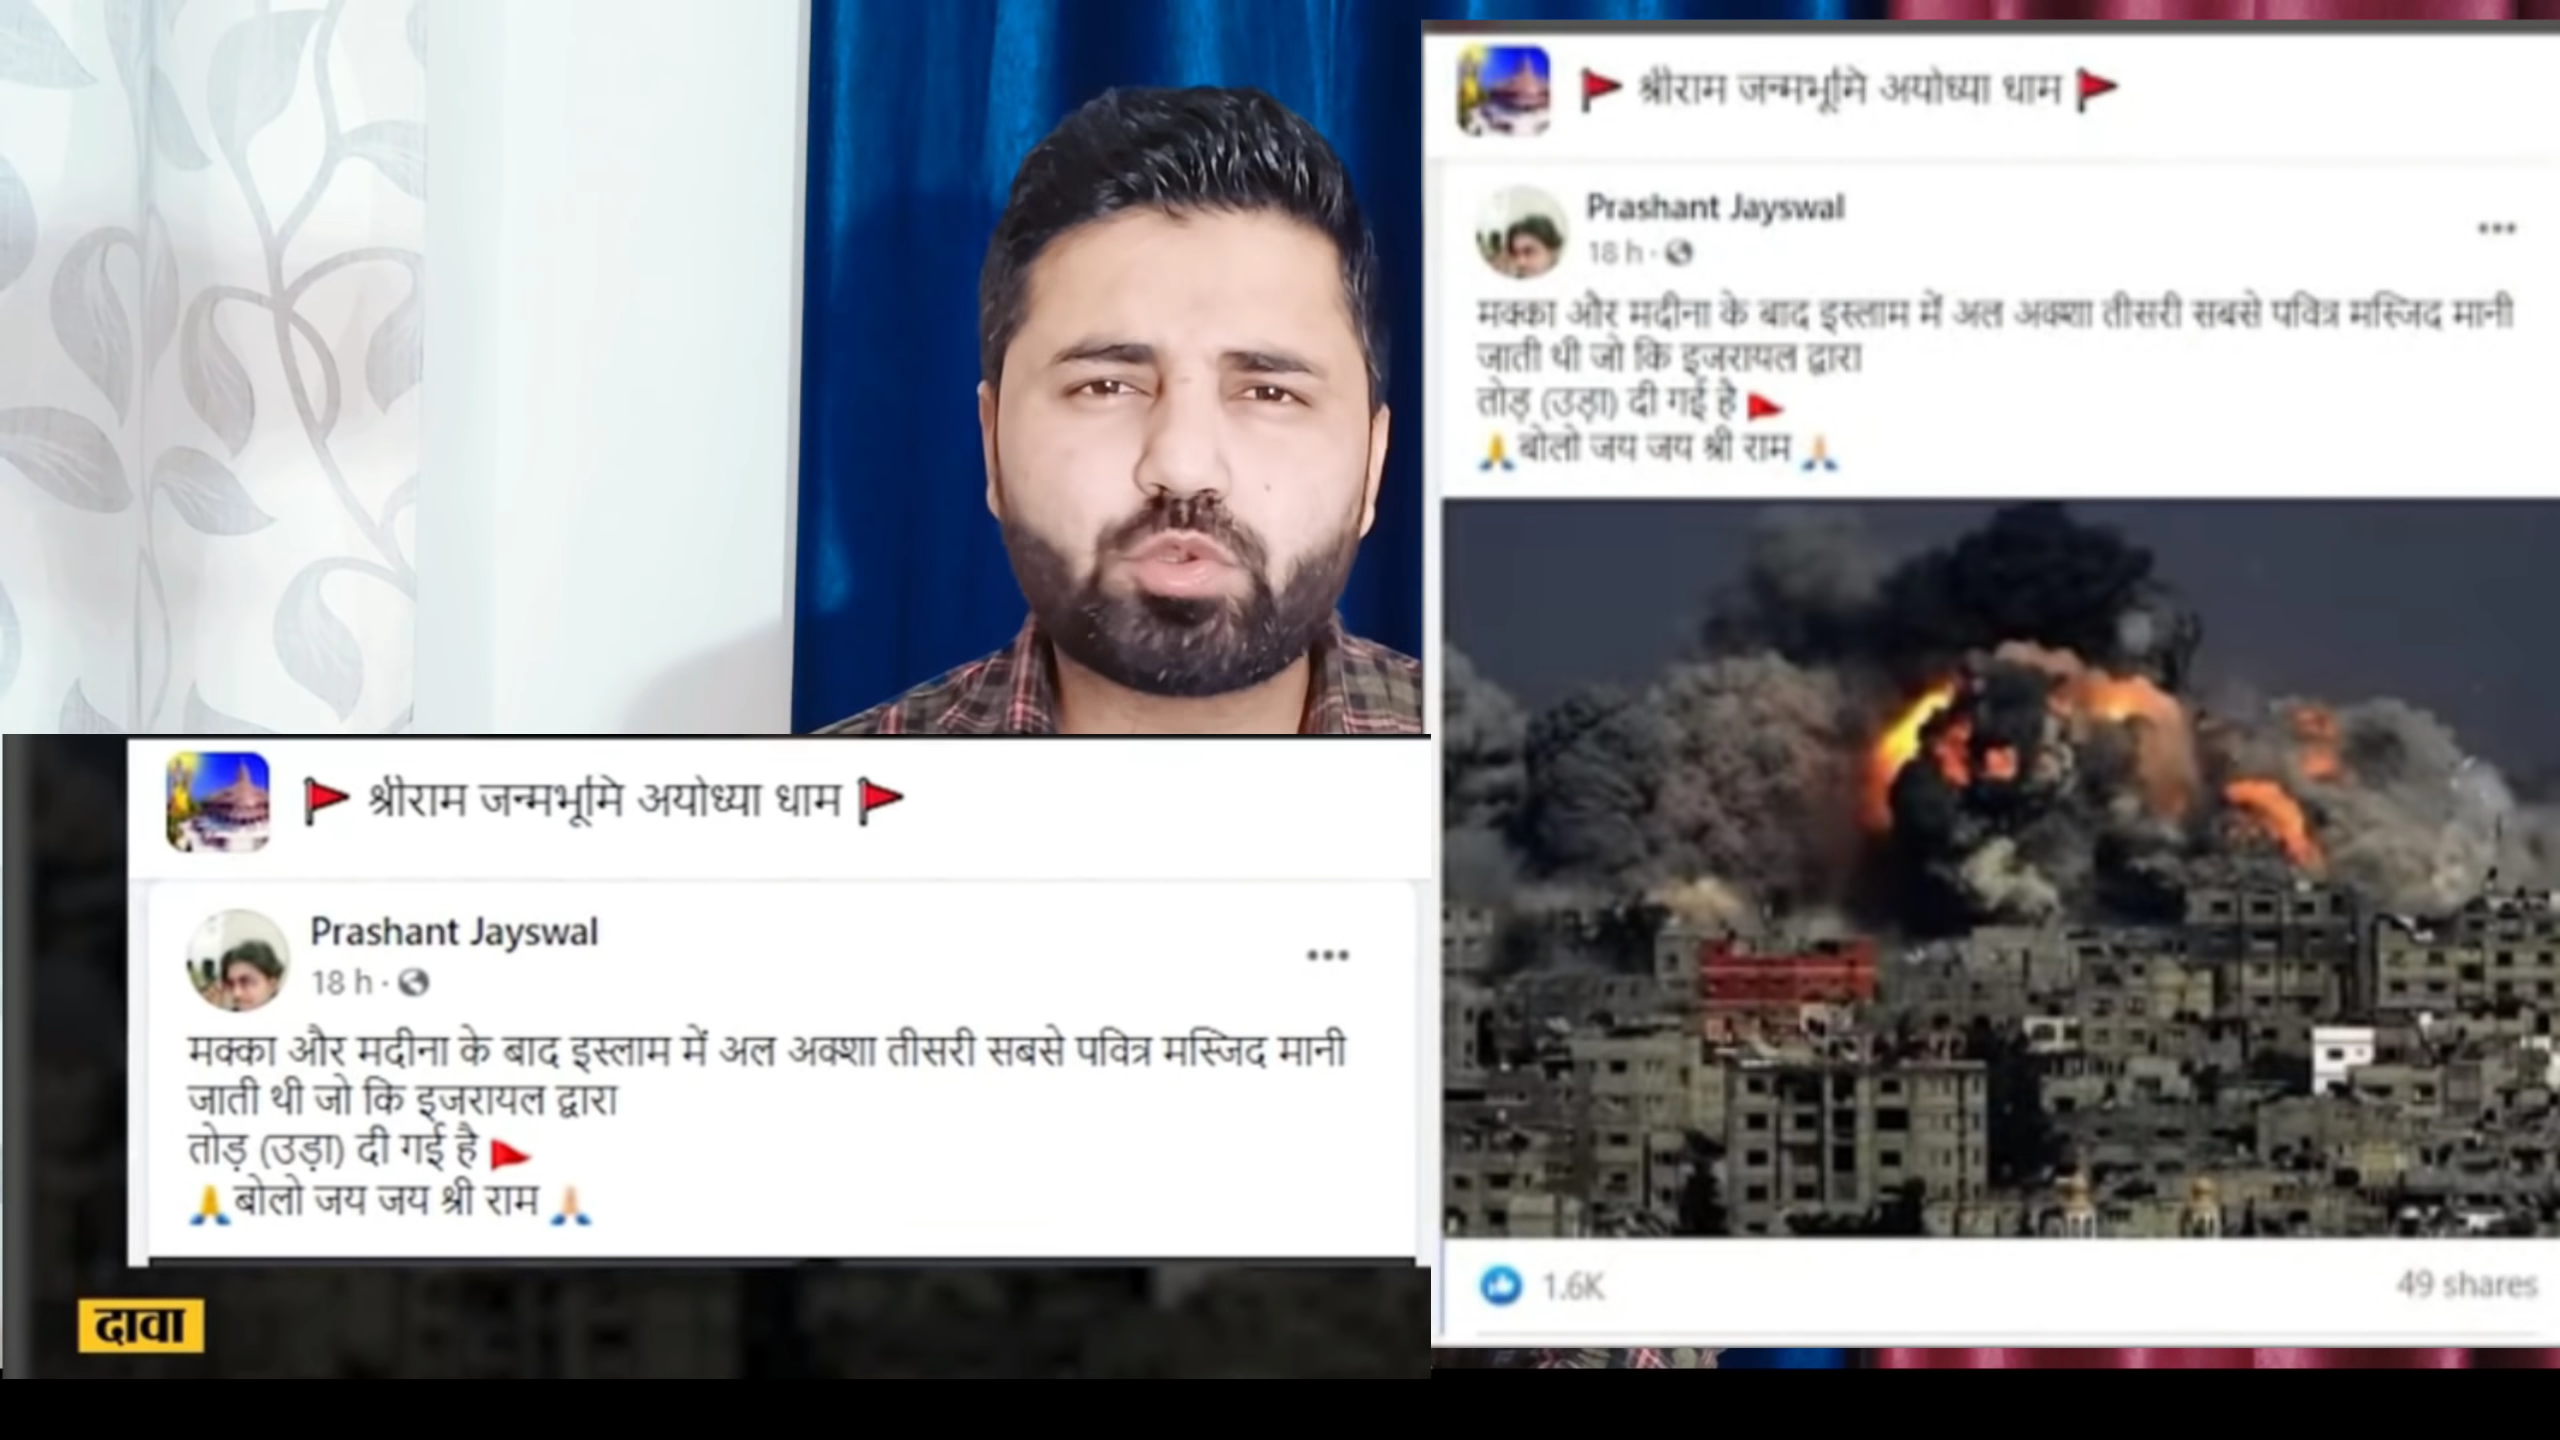 श्रीराम जन्मभूमि अयोध्या धाम
Prashant Jayswal
18 h
मक्का और मदीना के बाद इस्लाम में अल अक्शा तीसरी सबसे पवित्र मस्जिद मानी
जाती थी जो कि इजरायल द्वारा
तोड़ (उड़ा) दी गई है
बोलो जय जय श्री राम
दावा
श्रीराम जन्मभूमि अयोध्या धाम
Prashant Jayswal
18 h
मक्का और मदीना के बाद इस्लाम में अल अक्शा तीसरी सबसे पवित्र मस्जिद मानी
जाती थी जो कि इजरायल द्वारा
तोड़ (उड़ा) दी गई है
बोलो जय जय श्री राम
1.6K
49 shares